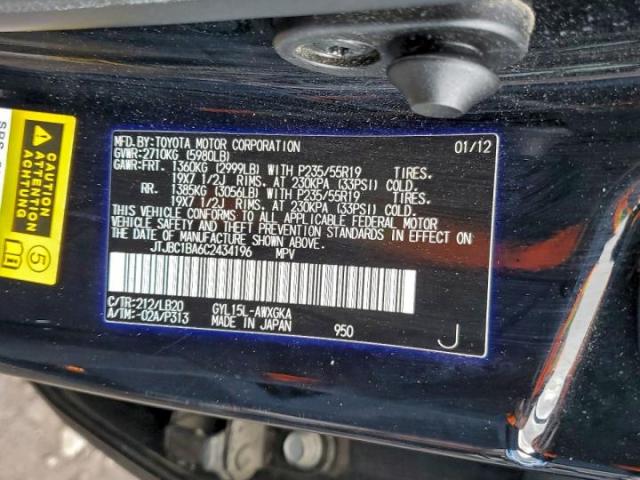 MFD.BY:TOYOTA MOTOR CORPORATION 01/12
GVWR:2710KG (5980LB)
GAWR:FRT. 1360KG (2999LB) WITH P235/55R19 TIRES.
19X7 1/2J RIMS. AT 230KPA (33PSI) COLD.
RR. 1385KG (3056LB) WITH P235/55R19 TIRES.
19X7 1/2J RIMS. AT 230KPA (33PSI) COLD.
THIS VEHICLE CONFORMS TO ALL APPLICABLE FEDERAL MOTOR
VEHICLE SAFETY AND THEFT PREVENTION STANDARDS IN EFFECT ON
THE DATE OF MANUFACTURE SHOWN ABOVE.
JTJBC1BA6C2434196 MPV
C/TR:212/LB20 GYL15L-AWXGKA
A/TM:-02A/P313 MADE IN JAPAN 950 J
ATTENTION
ACHTUNG
5